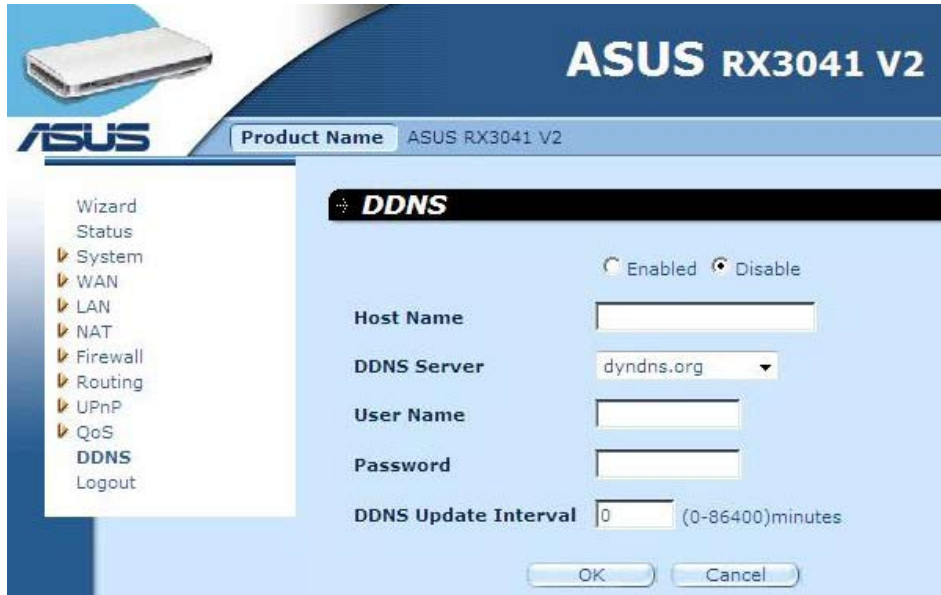 ASUS RX3041 V2
ASUS
Product Name ASUS RX3041 V2
Wizard
Status
System
WAN
LAN
NAT
Firewall
Routing
UPnP
QoS
DDNS
Logout
DDNS
Enabled Disable
Host Name
DDNS Server dyndns.org
User Name
Password
DDNS Update Interval 0 (0-86400)minutes
OK Cancel